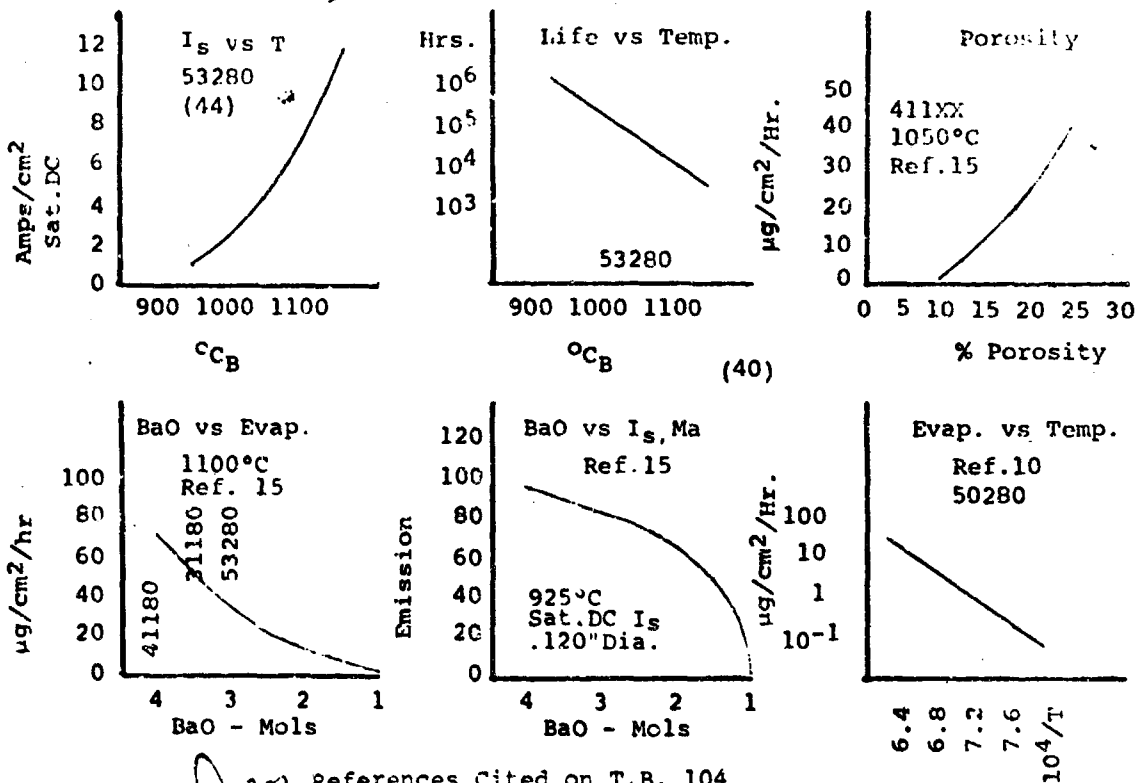 I_s vs T
53280
(44)
12
10
8
6
4
2
0
Amps/cm²
Sat.DC
900 1000 1100
°C_B
Life vs Temp.
Hrs.
10⁶
10⁵
10⁴
10³
53280
900 1000 1100
°C_B
(40)
Porosity
411XX
1050°C
Ref.15
50
40
30
20
10
0
µg/cm²/Hr.
0 5 10 15 20 25 30
% Porosity
BaO vs Evap.
1100°C
Ref. 15
41180
31180
53280
100
80
60
40
20
0
µg/cm²/hr
4 3 2 1
BaO - Mols
BaO vs I_s, Ma
Ref.15
120
100
80
60
40
20
0
Emission
925°C
Sat.DC I_s
.120"Dia.
4 3 2 1
BaO - Mols
Evap. vs Temp.
Ref.10
50280
µg/cm²/Hr.
100
10
1
10⁻¹
6.4
6.8
7.2
7.6
10⁴/T
References Cited on T.B. 104